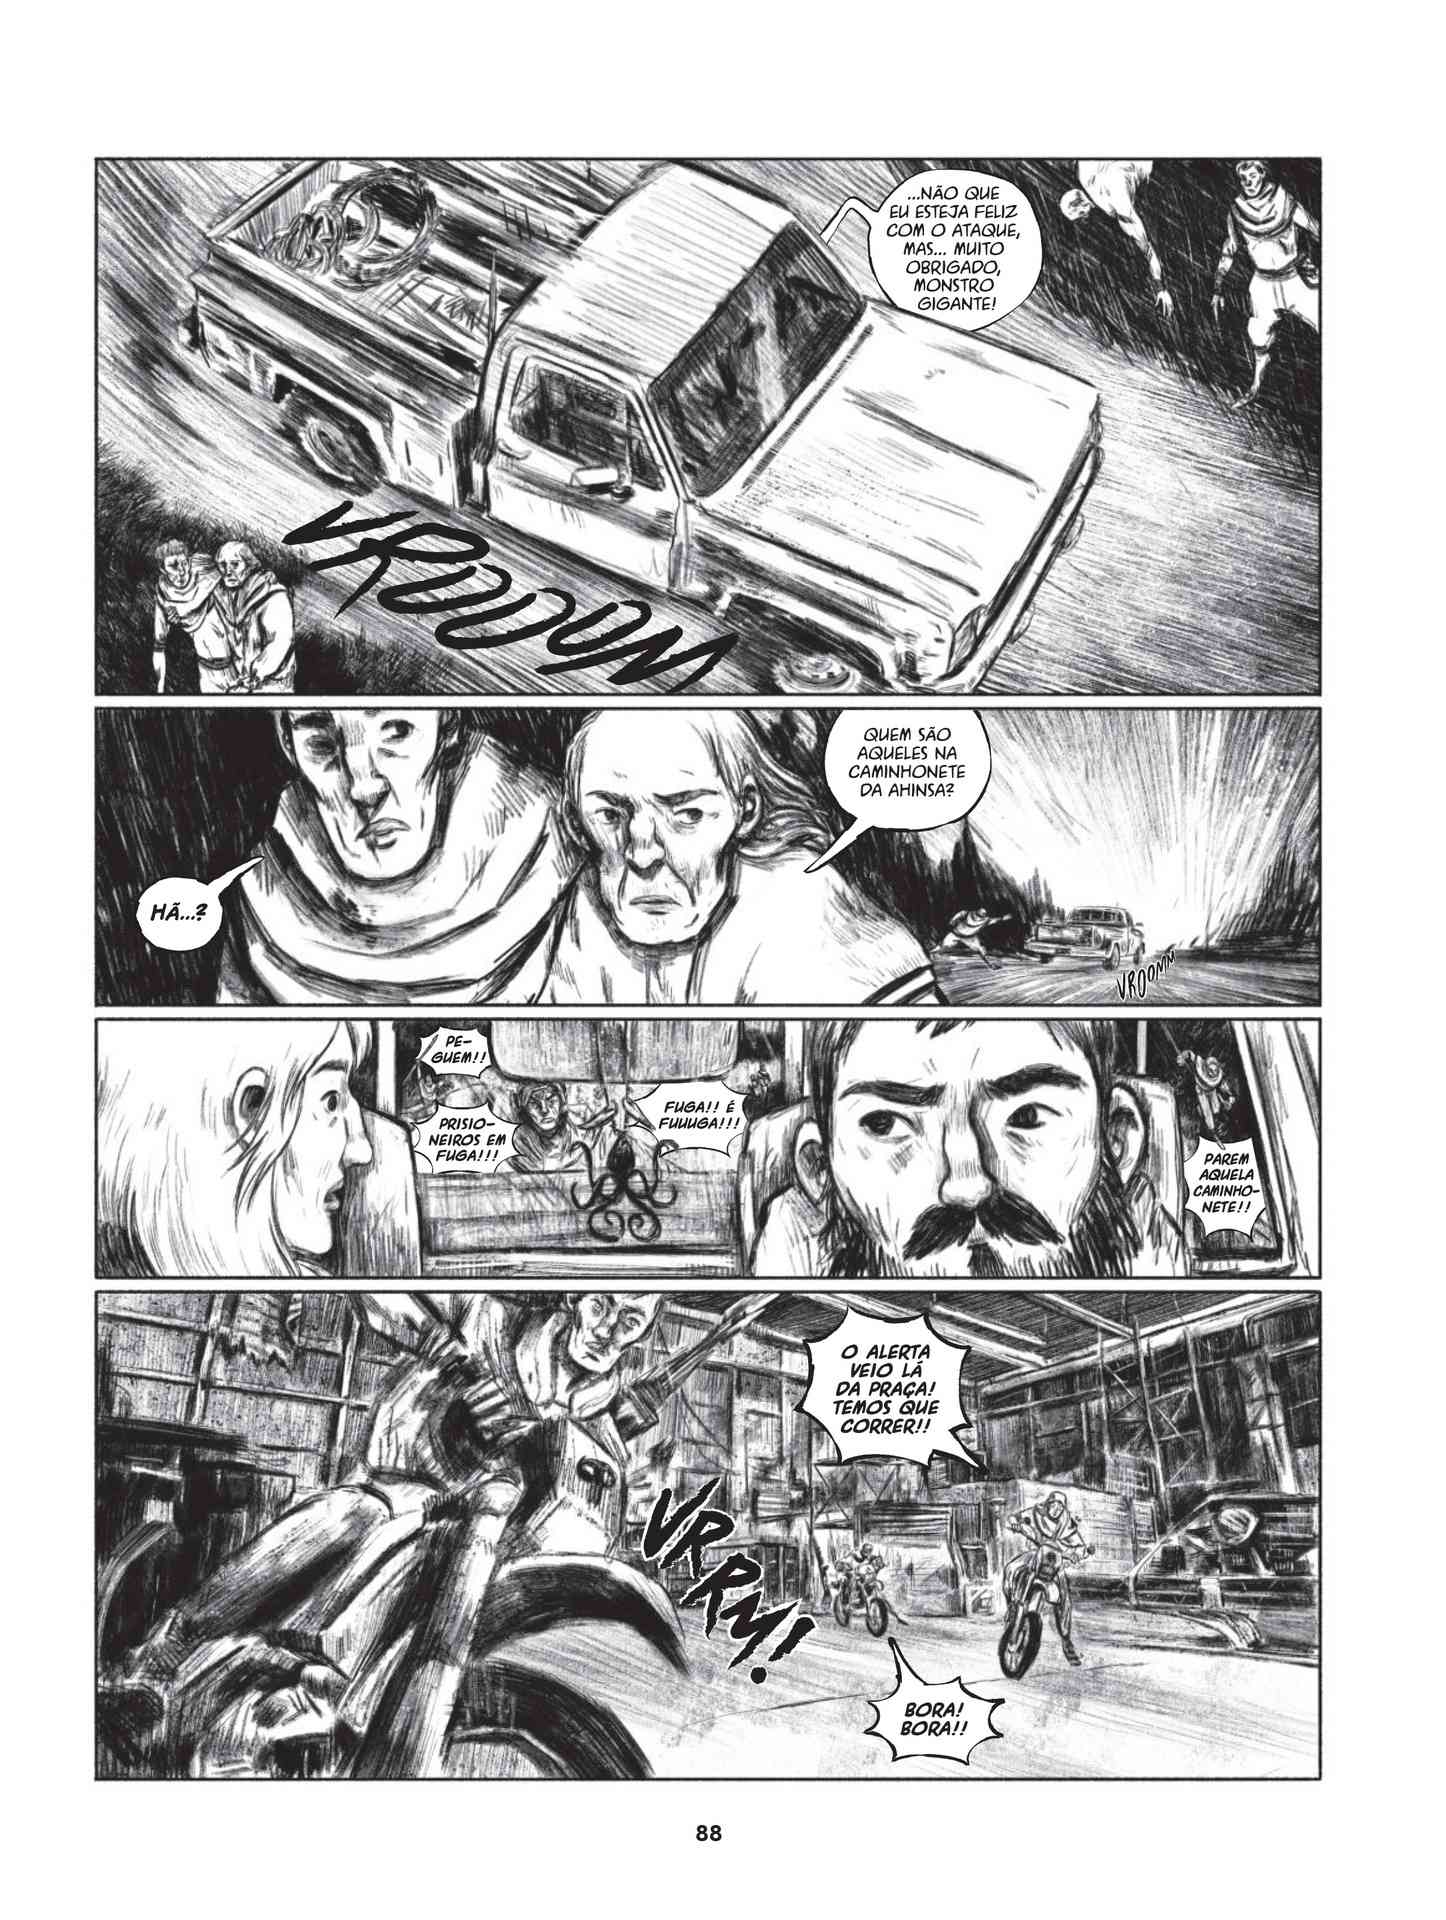 ...NÃO QUE
EU ESTEJA FELIZ
COM O ATAQUE,
MAS... MUITO
OBRIGADO,
MONSTRO
GIGANTE!
VROOOM
HÃ...?
QUEM SÃO
AQUELES NA
CAMINHONETE
DA AHINSA?
VROOMM
PE-
GUEM!!
PRISIO-
NEIROS EM
FUGA!!!
FUGA!! É
FUUUGA!!!
PAREM
AQUELA
CAMINHO-
NETE!!
O ALERTA
VEIO LÁ
DA PRAÇA!
TEMOS QUE
CORRER!!
VRRM!
BORA!
BORA!!
88